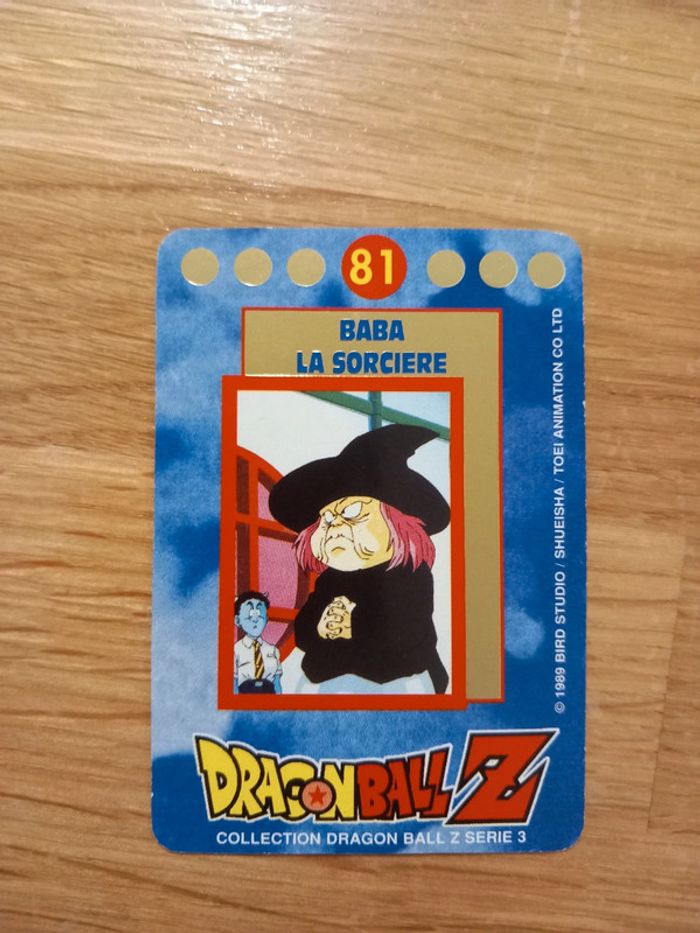 81
BABA
LA SORCIERE
© 1989 BIRD STUDIO / SHUEISHA / TOEI ANIMATION CO LTD
DRAGON BALL Z
COLLECTION DRAGON BALL Z SERIE 3